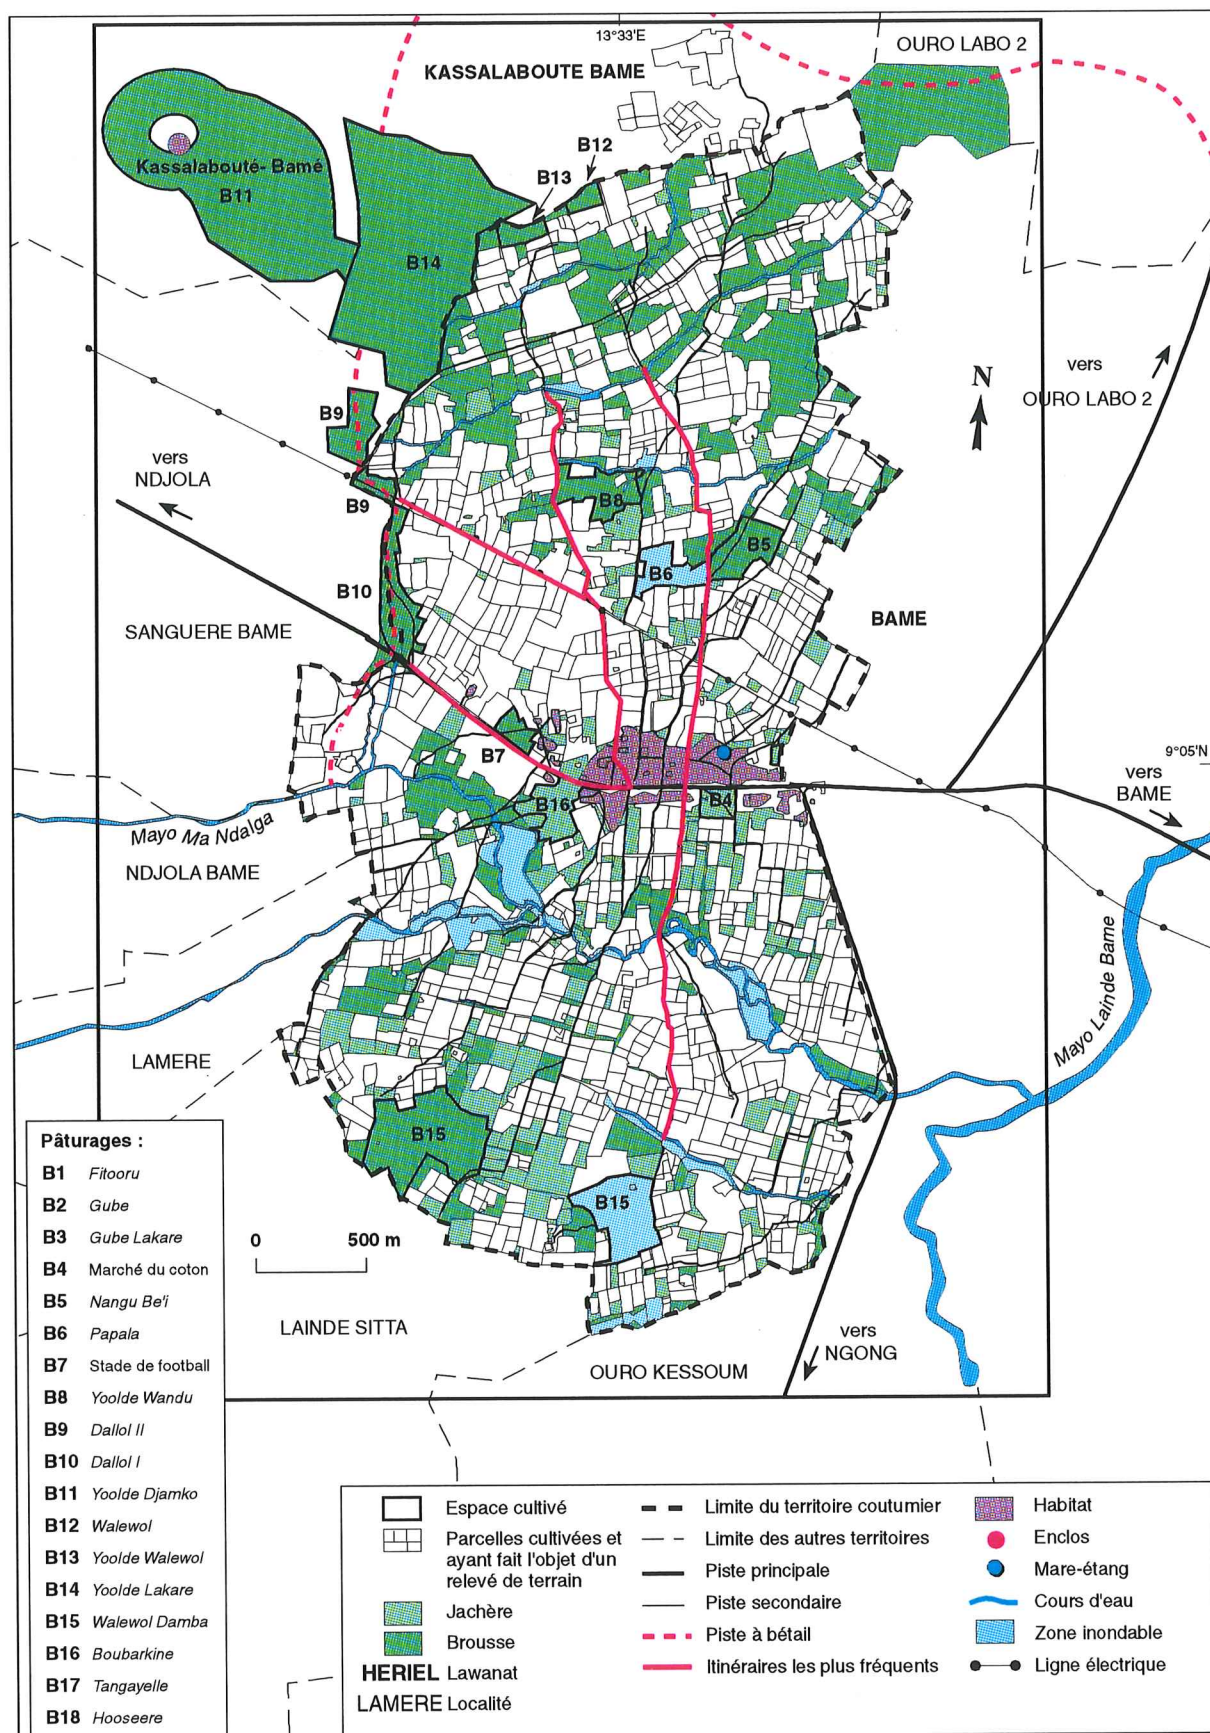 13°33'E
OURO LABO 2
KASSALABOUTE BAME
B12
B13
Kassalabouté- Bamé
B11
B14
N
vers
OURO LABO 2
B9
vers
NDJOLA
B9
B8
B5
B6
B10
BAME
SANGUERE BAME
9°05'N
B7
vers
BAME
B16
B4
Mayo Ma Ndalga
NDJOLA BAME
Mayo Lainde Bame
LAMERE
B15
B15
0 500 m
LAINDE SITTA
vers
NGONG
OURO KESSOUM
Pâturages :
B1 Fitooru
B2 Gube
B3 Gube Lakare
B4 Marché du coton
B5 Nangu Be'i
B6 Papala
B7 Stade de football
B8 Yoolde Wandu
B9 Dallol II
B10 Dallol I
B11 Yoolde Djamko
B12 Walewol
B13 Yoolde Walewol
B14 Yoolde Lakare
B15 Walewol Damba
B16 Boubarkine
B17 Tangayelle
B18 Hooseere
Espace cultivé
Parcelles cultivées et
ayant fait l'objet d'un
relevé de terrain
Jachère
Brousse
HERIEL Lawanat
LAMERE Localité
Limite du territoire coutumier
Limite des autres territoires
Piste principale
Piste secondaire
Piste à bétail
Itinéraires les plus fréquents
Habitat
Enclos
Mare-étang
Cours d'eau
Zone inondable
Ligne électrique